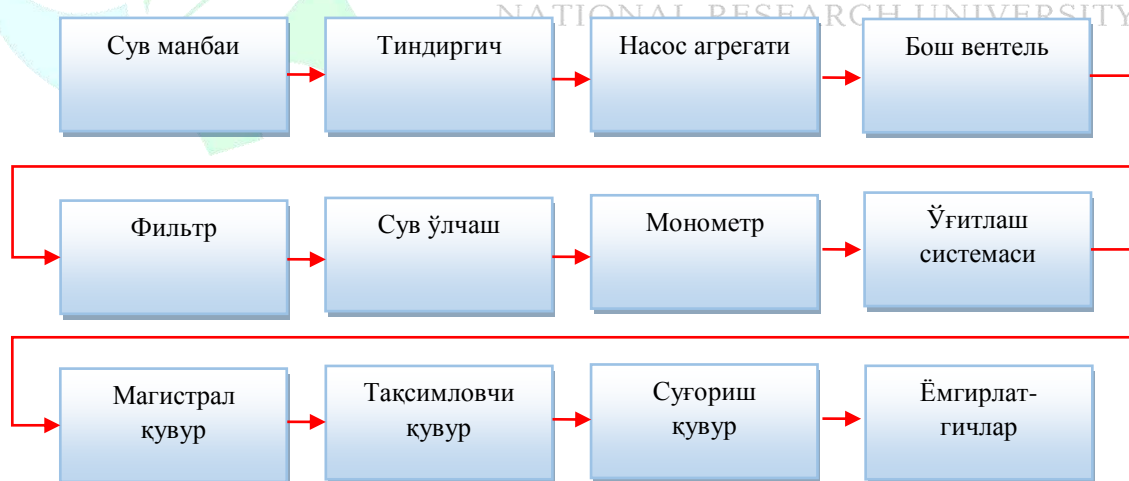 NATIONAL RESEARCH UNIVERSITY
Сув манбаи
Тиндиргич
Насос агрегати
Бош вентель
Фильтр
Сув ўлчаш
Монометр
Ўғитлаш
системаси
Магистрал
қувур
Тақсимловчи
қувур
Суғориш
қувур
Ёмгирлат-
гичлар